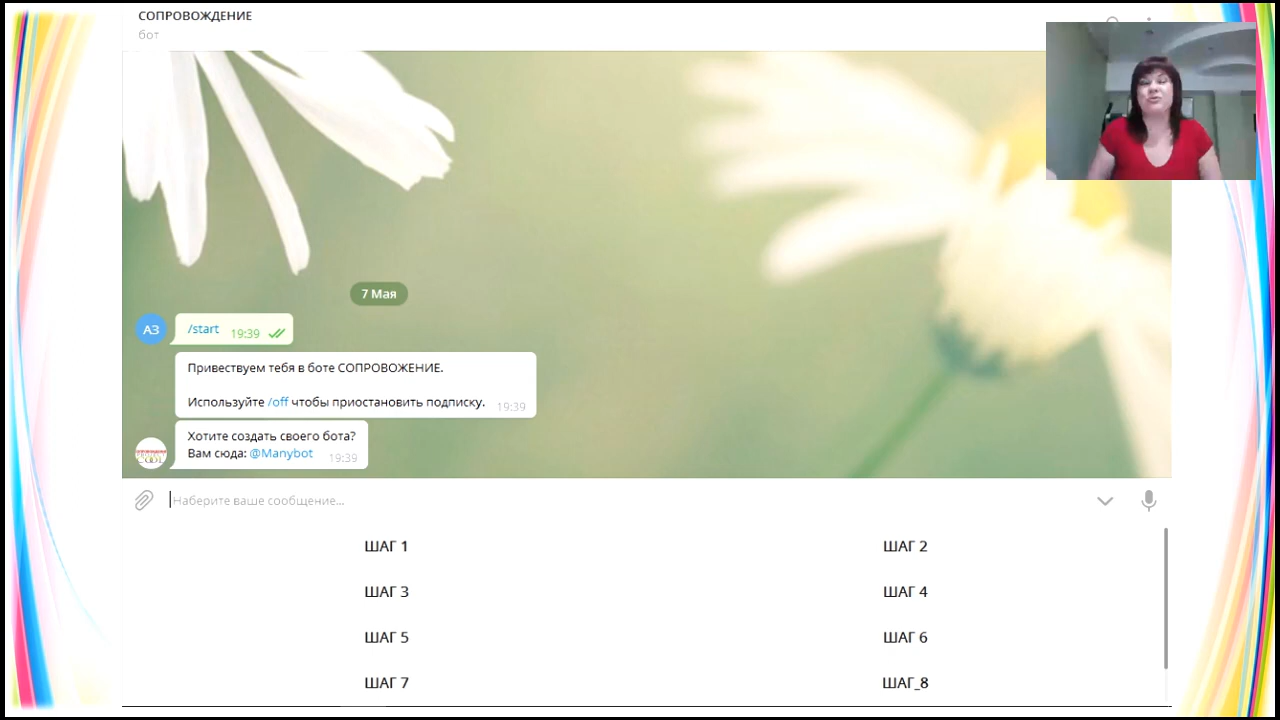 СОПРОВОЖДЕНИЕ
бот
7 Мая
АЗ
/start 19:39
Привествуем тебя в боте СОПРОВОЖЕНИЕ.
Используйте /off чтобы приостановить подписку. 19:39
Хотите создать своего бота?
Вам сюда: @Manybot 19:39
Наберите ваше сообщение...
ШАГ 1 ШАГ 2
ШАГ 3 ШАГ 4
ШАГ 5 ШАГ 6
ШАГ 7 ШАГ_8